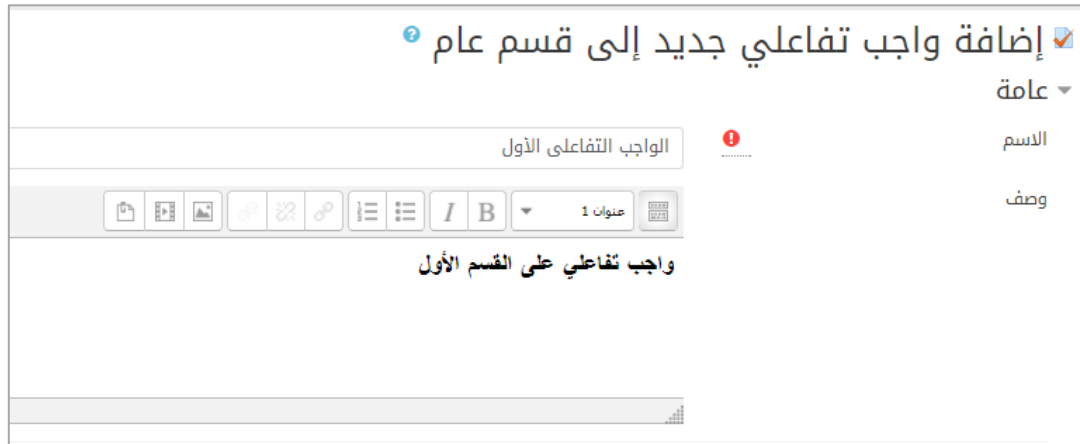 إضافة واجب تفاعلي جديد إلى قسم عام
عامة
الاسم
الواجب التفاعلى الأول
وصف
عنوان 1 B I
واجب تفاعلي على القسم الأول